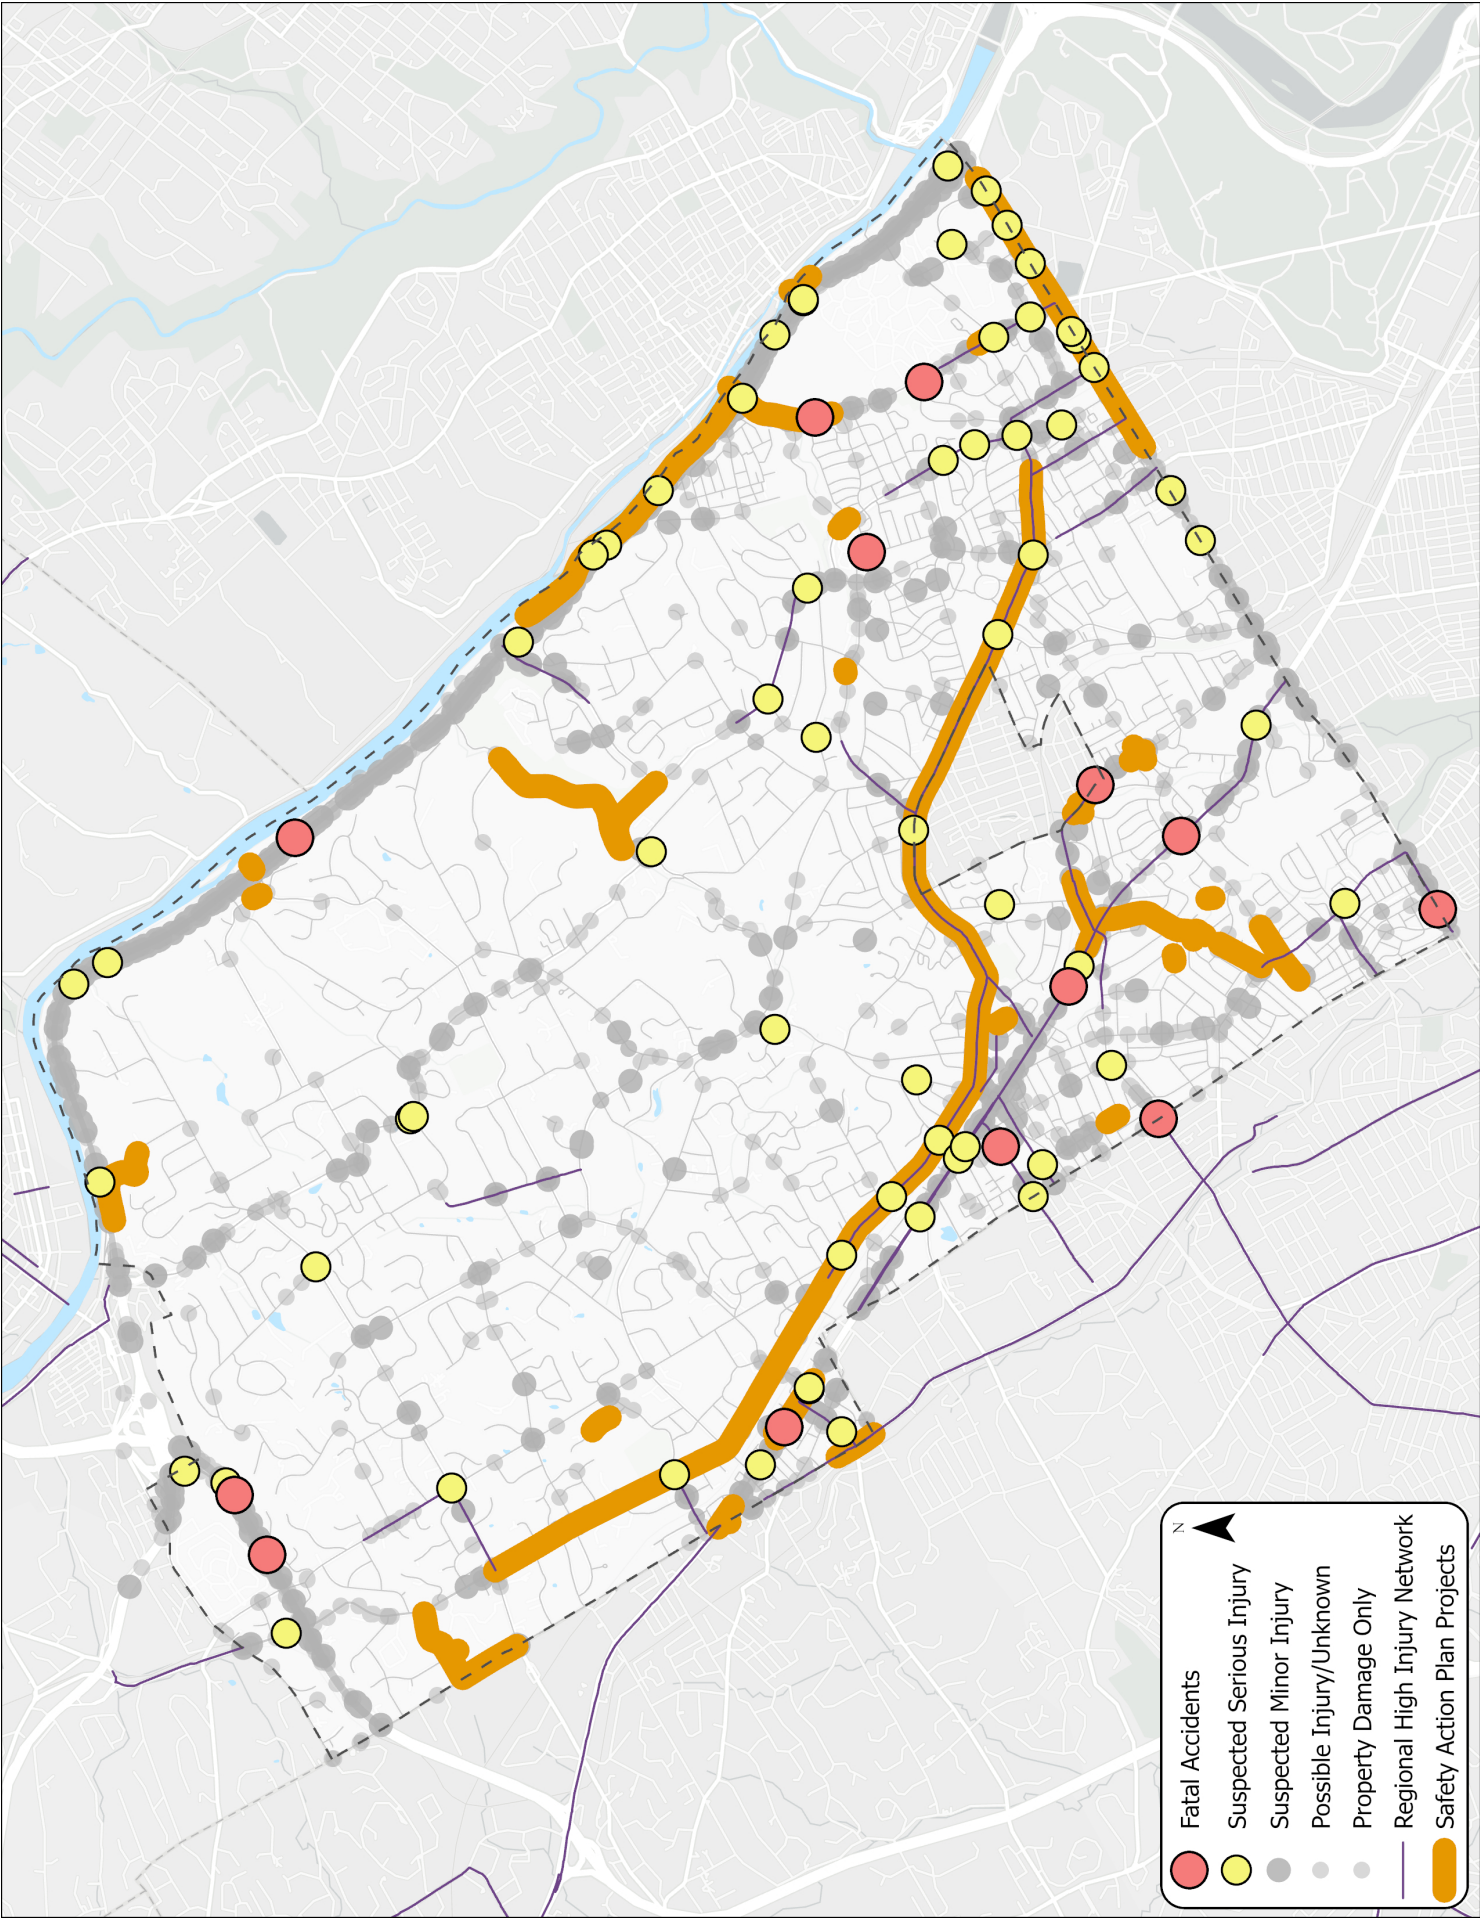 N
Fatal Accidents
Suspected Serious Injury
Suspected Minor Injury
Possible Injury/Unknown
Property Damage Only
Regional High Injury Network
Safety Action Plan Projects